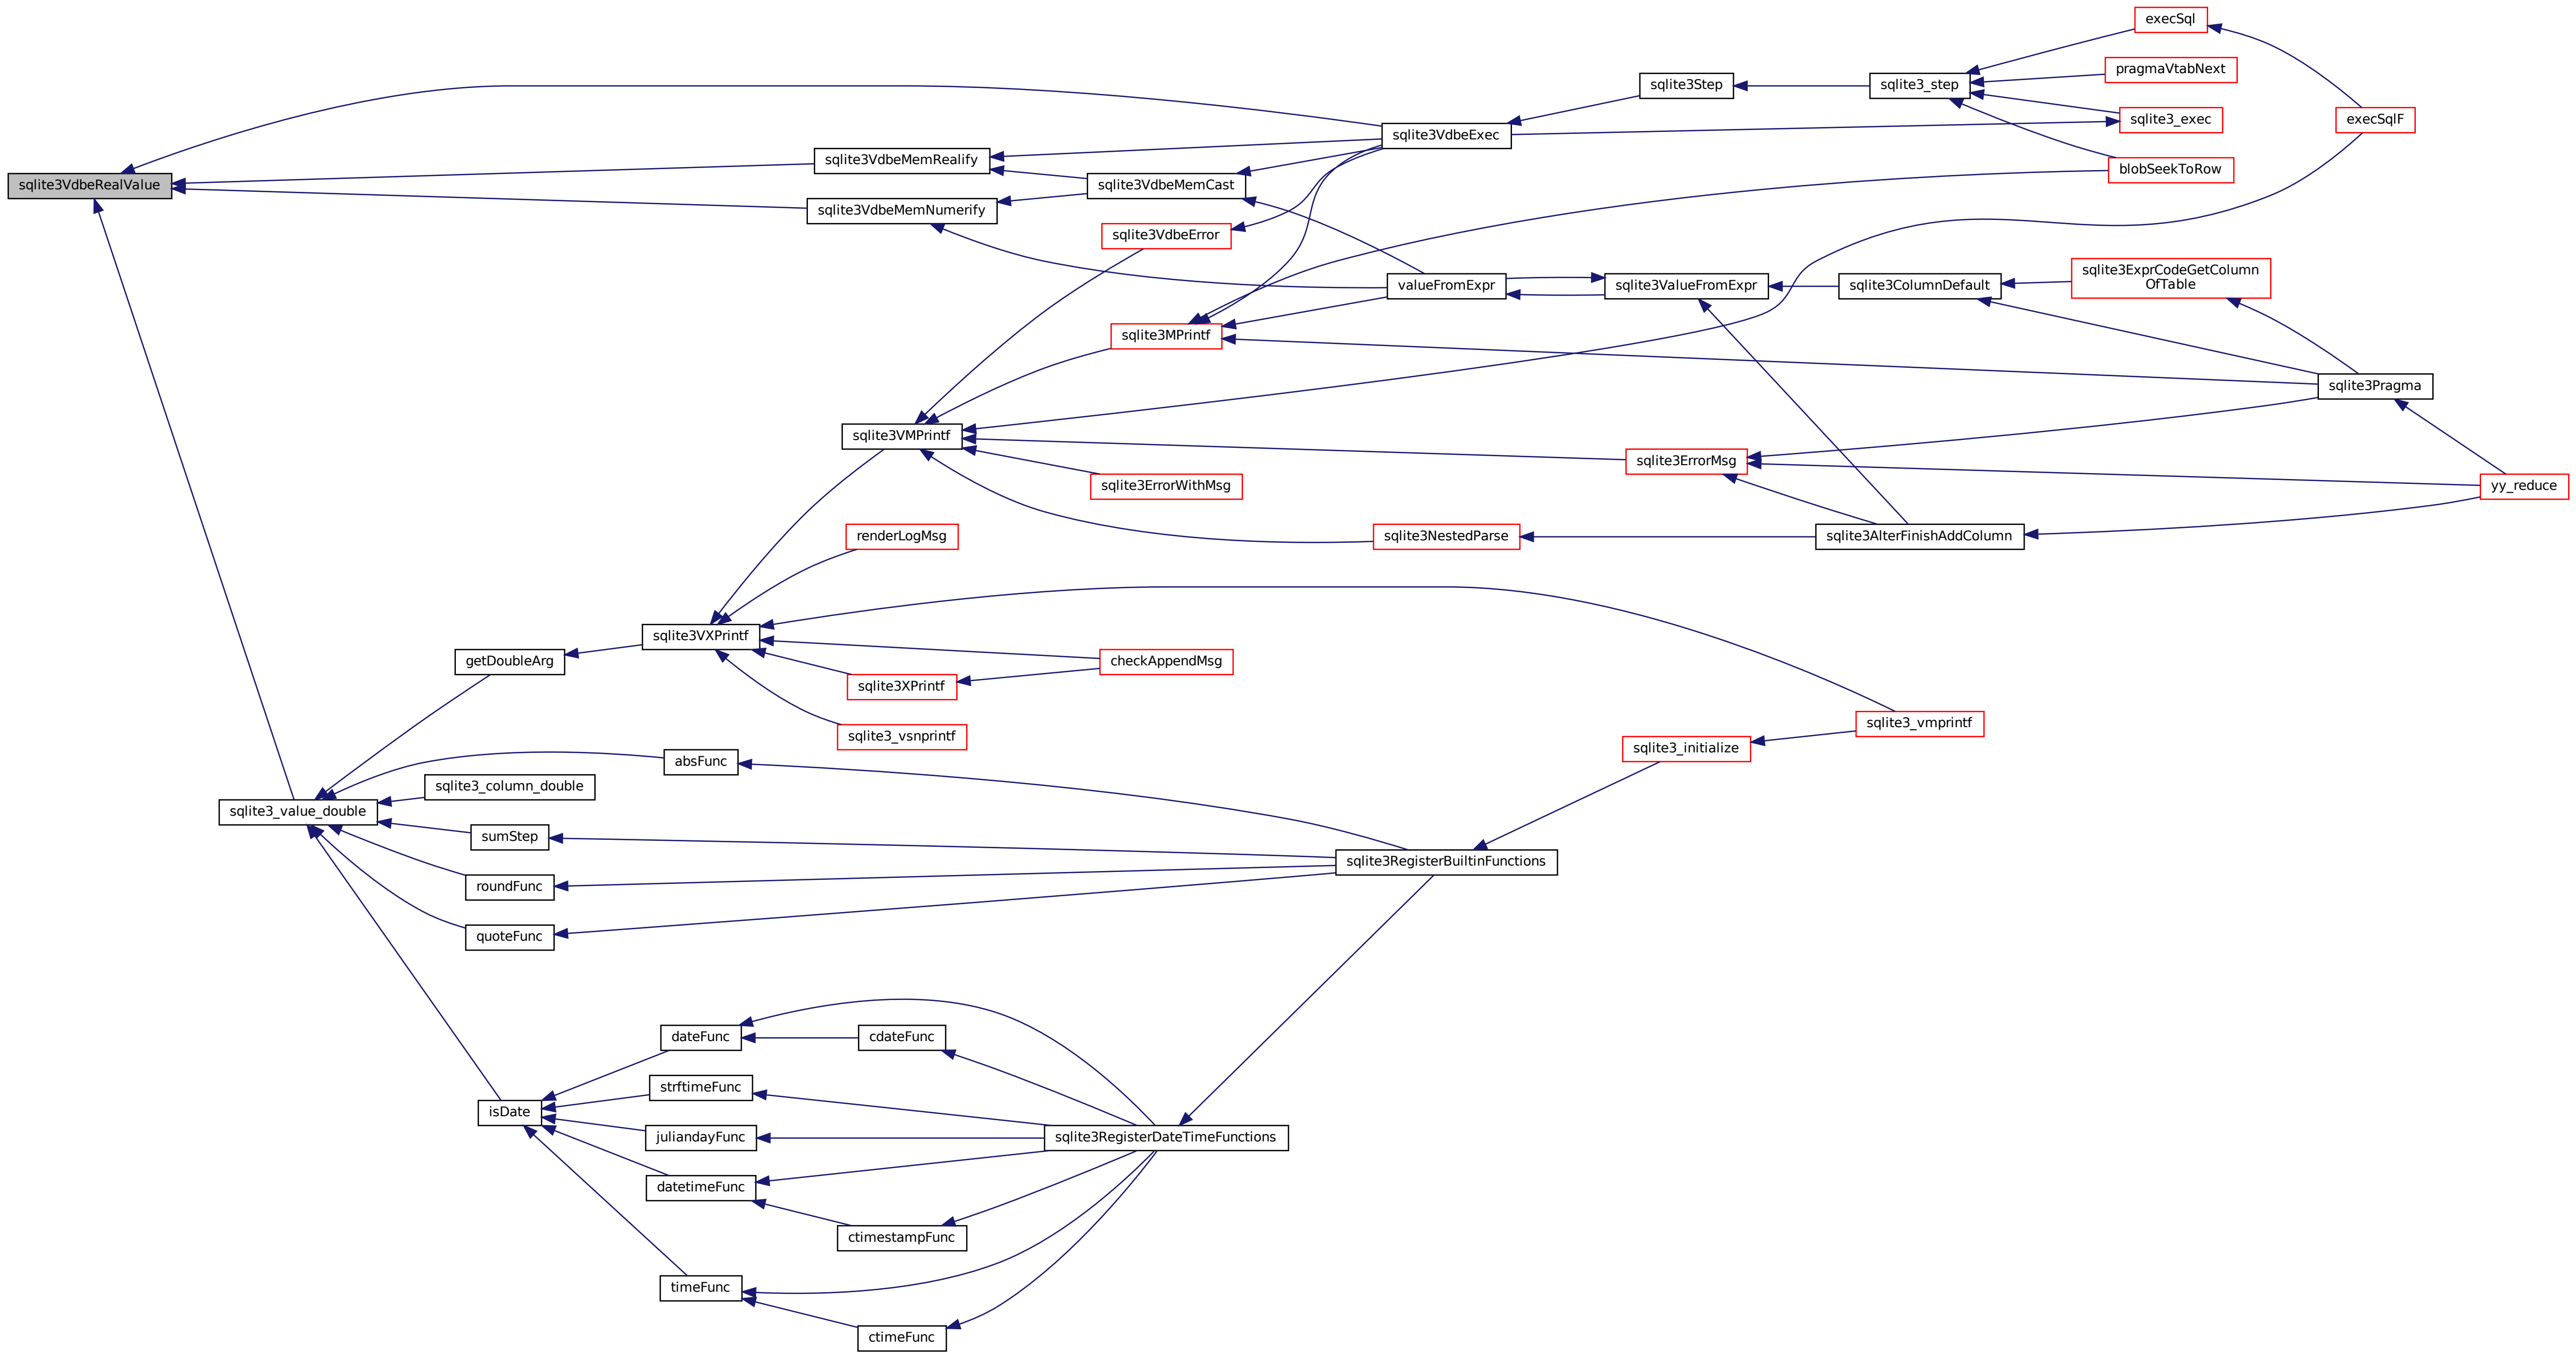 execSql
pragmaVtabNext
sqlite3Step
sqlite3_step
sqlite3_exec
execSqlF
sqlite3VdbeExec
sqlite3VdbeMemRealify
blobSeekToRow
sqlite3VdbeRealValue
sqlite3VdbeMemCast
sqlite3VdbeMemNumerify
sqlite3VdbeError
valueFromExpr
sqlite3ValueFromExpr
sqlite3ColumnDefault
sqlite3ExprCodeGetColumn
OfTable
sqlite3MPrintf
sqlite3Pragma
sqlite3VMPrintf
sqlite3ErrorMsg
sqlite3ErrorWithMsg
yy_reduce
renderLogMsg
sqlite3NestedParse
sqlite3AlterFinishAddColumn
sqlite3VXPrintf
getDoubleArg
checkAppendMsg
sqlite3XPrintf
sqlite3_vmprintf
sqlite3_vsnprintf
sqlite3_initialize
absFunc
sqlite3_column_double
sqlite3_value_double
sumStep
sqlite3RegisterBuiltinFunctions
roundFunc
quoteFunc
dateFunc
cdateFunc
strftimeFunc
isDate
juliandayFunc
sqlite3RegisterDateTimeFunctions
datetimeFunc
ctimestampFunc
timeFunc
ctimeFunc